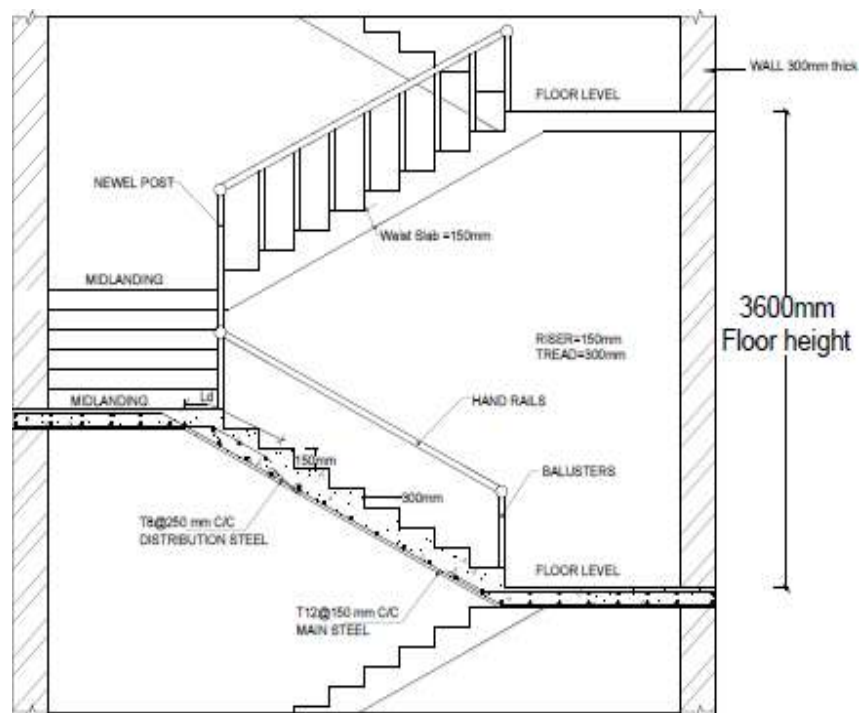 WALL 300mm thick
FLOOR LEVEL
NEWEL POST
Waist Slab =150mm
MIDLANDING
3600mm
Floor height
RISER=150mm
TREAD=300mm
HAND RAILS
MIDLANDING
Ld
150mm
BALUSTERS
300mm
T8@250 mm C/C
DISTRIBUTION STEEL
FLOOR LEVEL
T12@150 mm C/C
MAIN STEEL